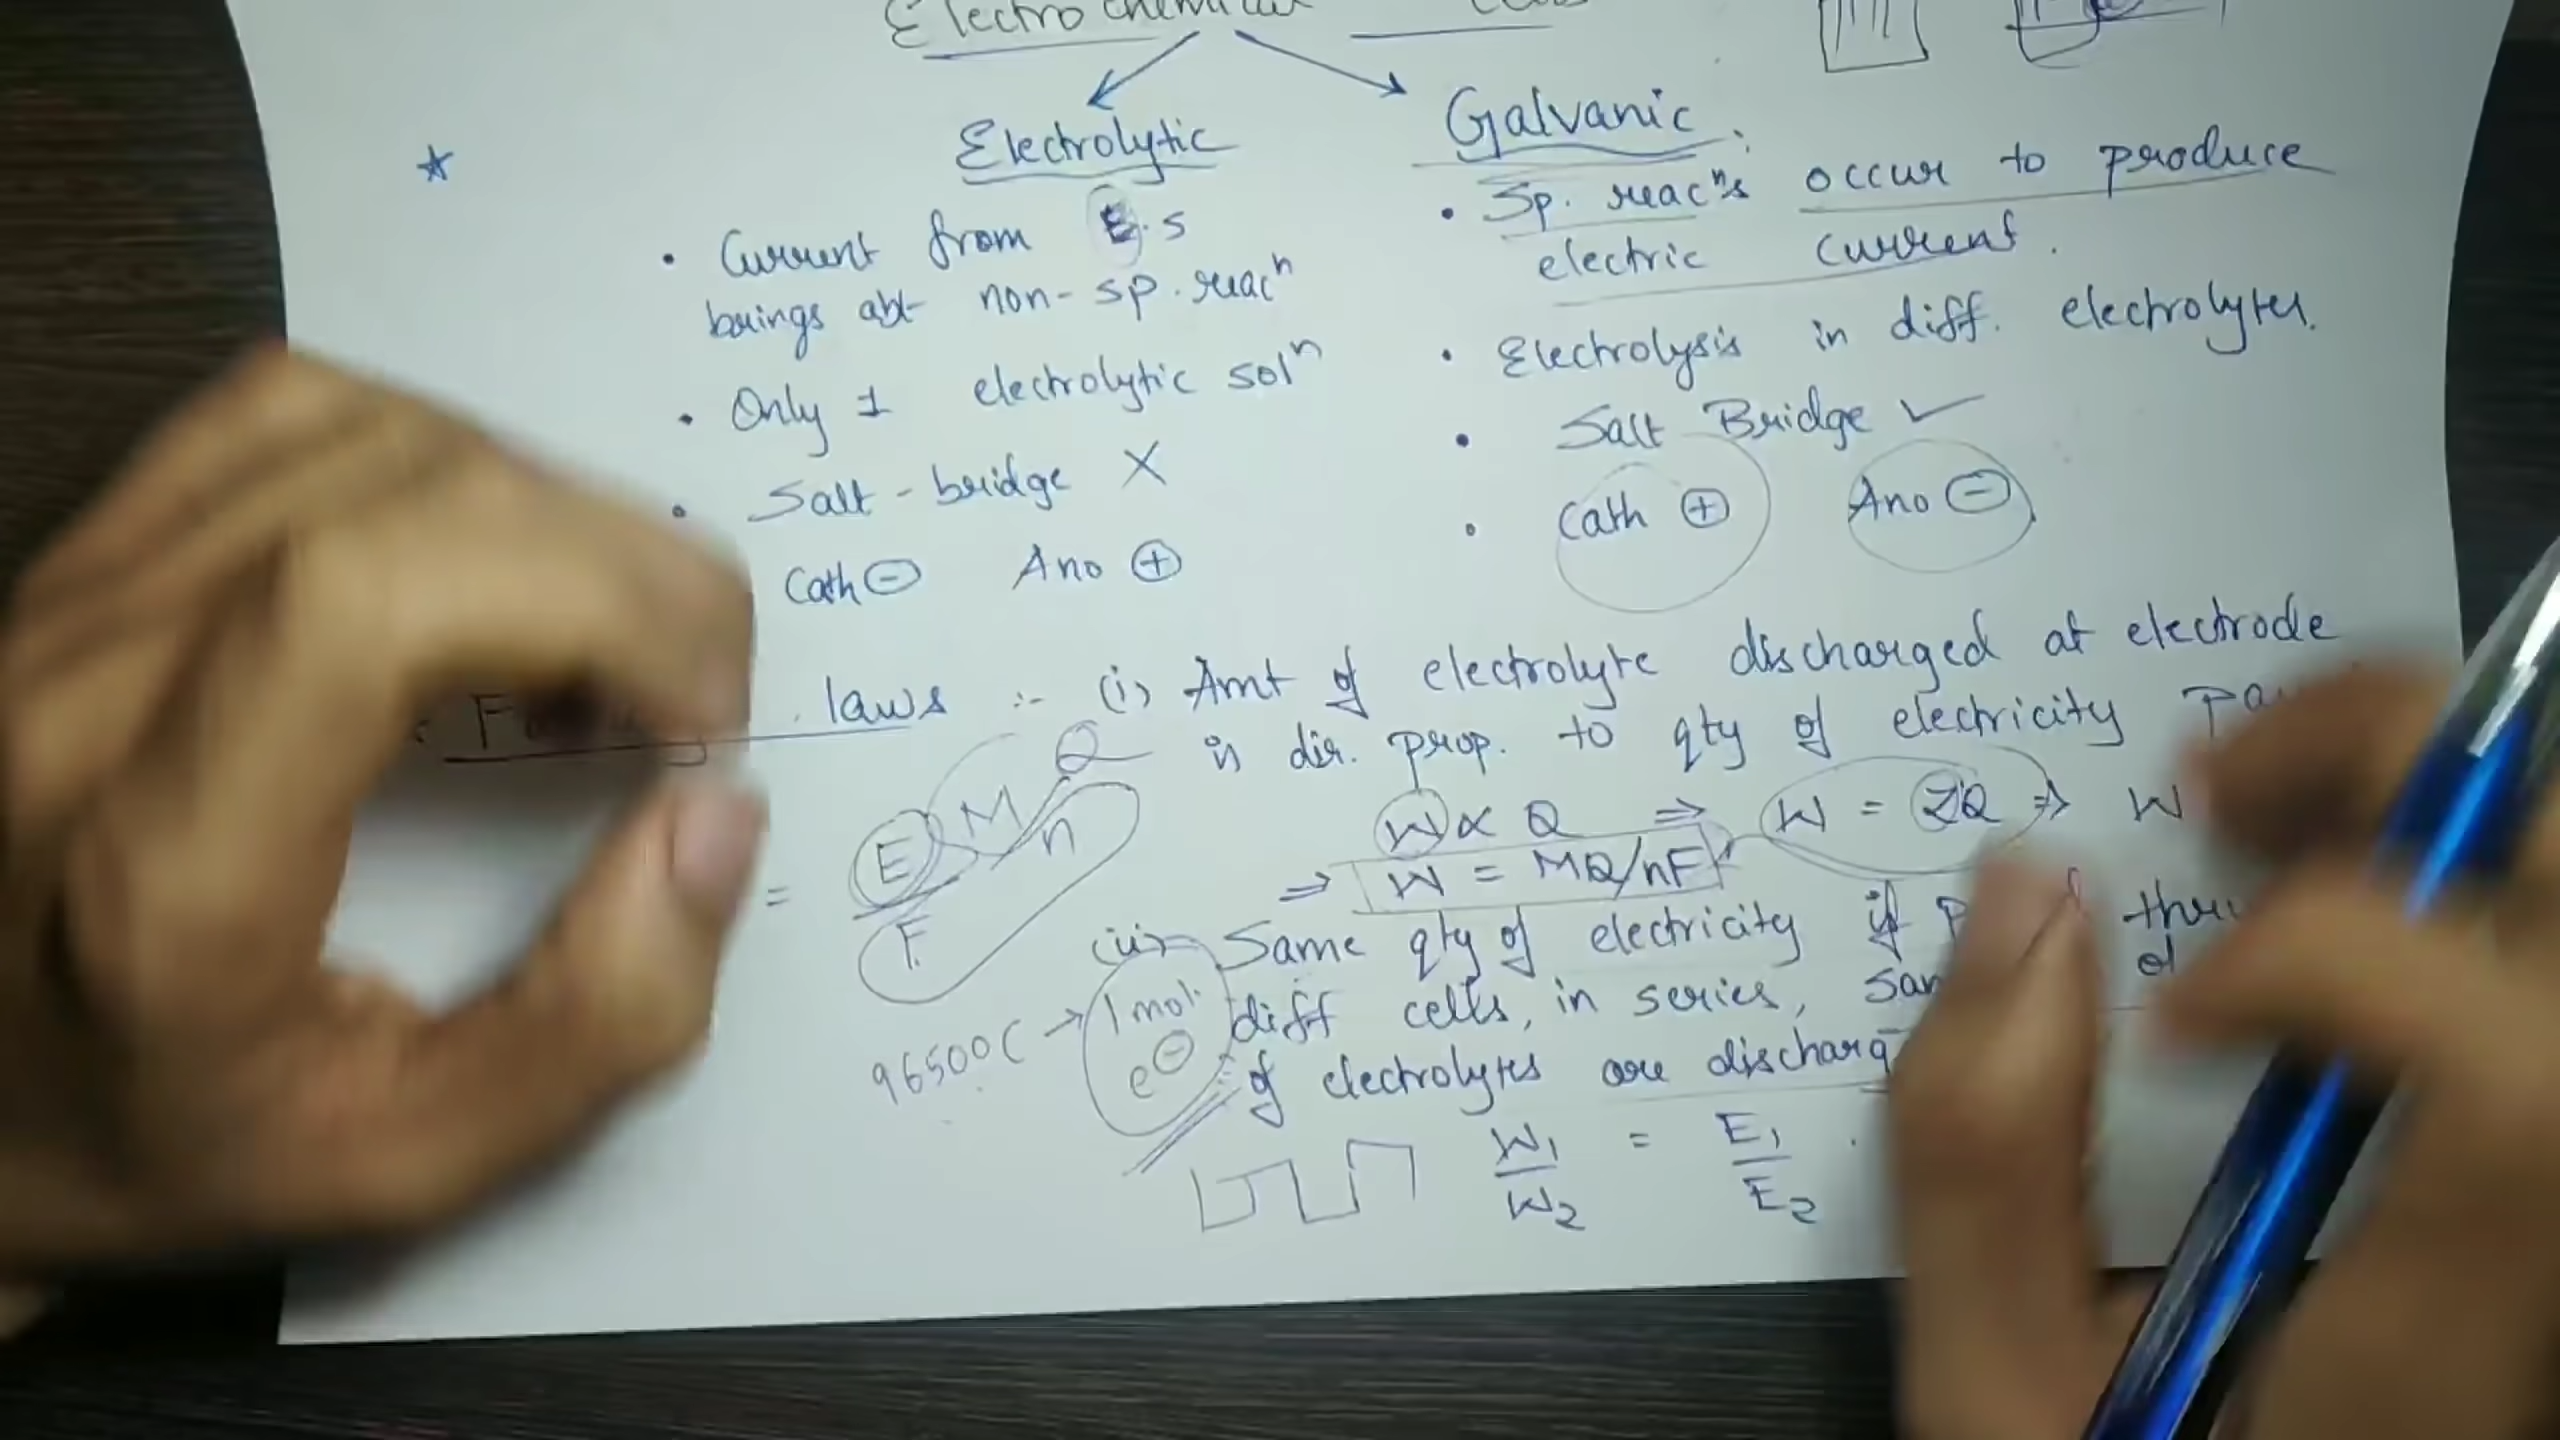 Electrochemical
Electrolytic
• Current from E.S
brings abt non-sp. reacⁿ
• Only 1 electrolytic solⁿ
• Salt-bridge X
Cath ⊖ Ano ⊕
Galvanic
• Sp. reacⁿs occur to produce
electric current.
• Electrolysis in diff. electrolytes.
• Salt Bridge ✓
• Cath ⊕ Ano ⊖
laws :- (i) Amt of electrolyte discharged at electrode
is dir. prop. to qty of electricity
W ∝ Q ⇒ W = ZQ ⇒ W
= E/F M/n Q
⇒ W = MQ/nF
(ii) Same qty of electricity if
diff cells, in series,
of electrolytes are
96500C → 1 mol e⊖
W₁/W₂ = E₁/E₂